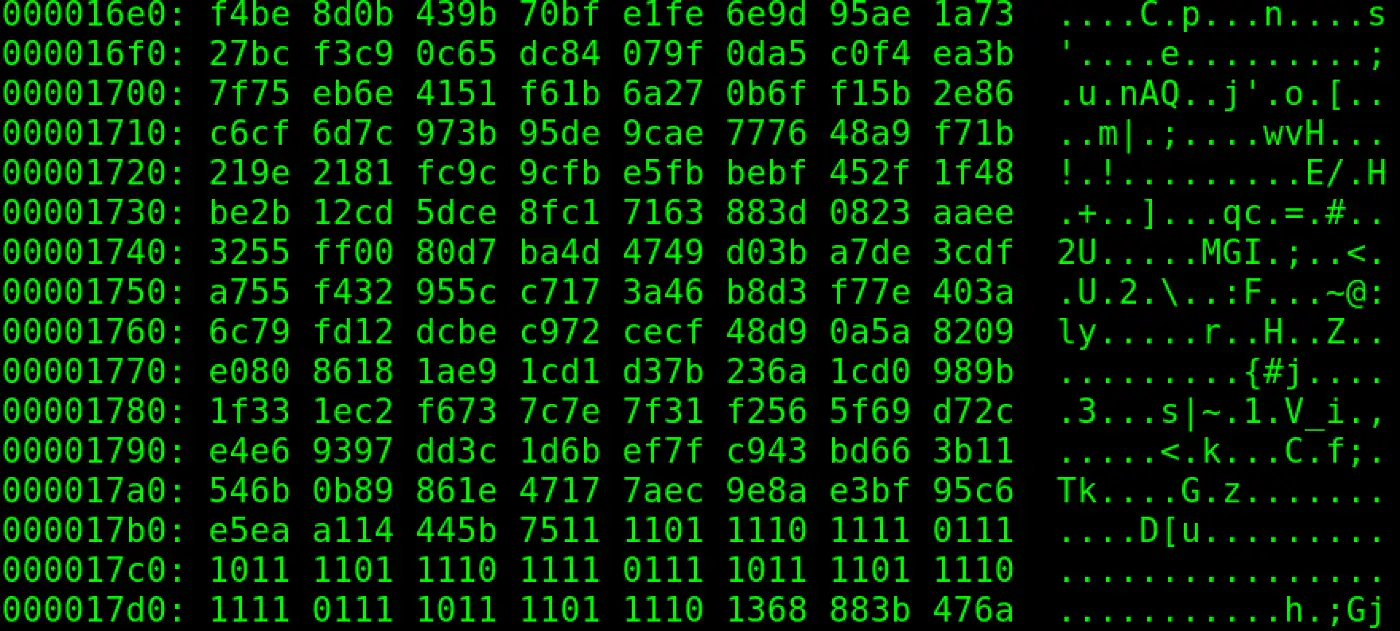 000016e0: f4be 8d0b 439b 70bf e1fe 6e9d 95ae 1a73 ....C.p...n....s
000016f0: 27bc f3c9 0c65 dc84 079f 0da5 c0f4 ea3b '....e.........;
00001700: 7f75 eb6e 4151 f61b 6a27 0b6f f15b 2e86 .u.nAQ..j'.o.[..
00001710: c6cf 6d7c 973b 95de 9cae 7776 48a9 f71b ..m|.;....wvH...
00001720: 219e 2181 fc9c 9cfb e5fb bebf 452f 1f48 !.!.........E/.H
00001730: be2b 12cd 5dce 8fc1 7163 883d 0823 aaee .+..]...qc.=.#..
00001740: 3255 ff00 80d7 ba4d 4749 d03b a7de 3cdf 2U.....MGI.;..<.
00001750: a755 f432 955c c717 3a46 b8d3 f77e 403a .U.2.\..:F...~@:
00001760: 6c79 fd12 dcbe c972 cecf 48d9 0a5a 8209 ly.....r..H..Z..
00001770: e080 8618 1ae9 1cd1 d37b 236a 1cd0 989b .........{#j....
00001780: 1f33 1ec2 f673 7c7e 7f31 f256 5f69 d72c .3...s|~.1.V_i.,
00001790: e4e6 9397 dd3c 1d6b ef7f c943 bd66 3b11 .....<.k...C.f;.
000017a0: 546b 0b89 861e 4717 7aec 9e8a e3bf 95c6 Tk....G.z.......
000017b0: e5ea a114 445b 7511 1101 1110 1111 0111 ....D[u.........
000017c0: 1011 1101 1110 1111 0111 1011 1101 1110 ................
000017d0: 1111 0111 1011 1101 1110 1368 883b 476a ...........h.;Gj